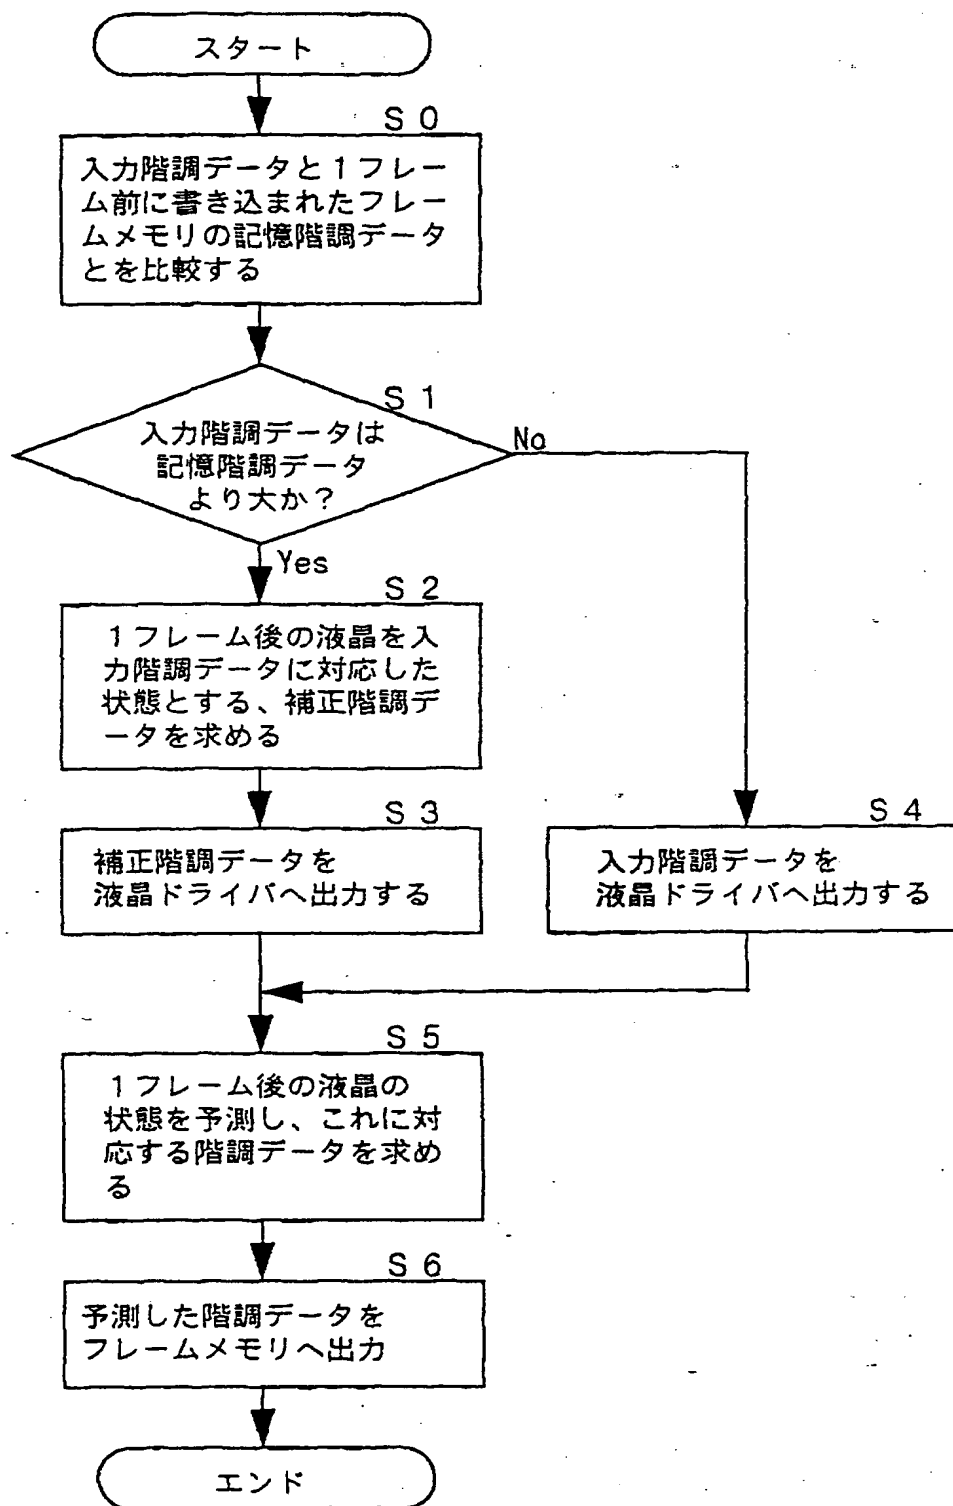 スタート
S 0
入力階調データと1フレー
ム前に書き込まれたフレー
ムメモリの記憶階調データ
とを比較する
S 1
入力階調データは
記憶階調データ
より大か？
No
Yes
S 2
1フレーム後の液晶を入
力階調データに対応した
状態とする、補正階調デ
ータを求める
S 3
補正階調データを
液晶ドライバへ出力する
S 4
入力階調データを
液晶ドライバへ出力する
S 5
1フレーム後の液晶の
状態を予測し、これに対
応する階調データを求め
る
S 6
予測した階調データを
フレームメモリへ出力
エンド